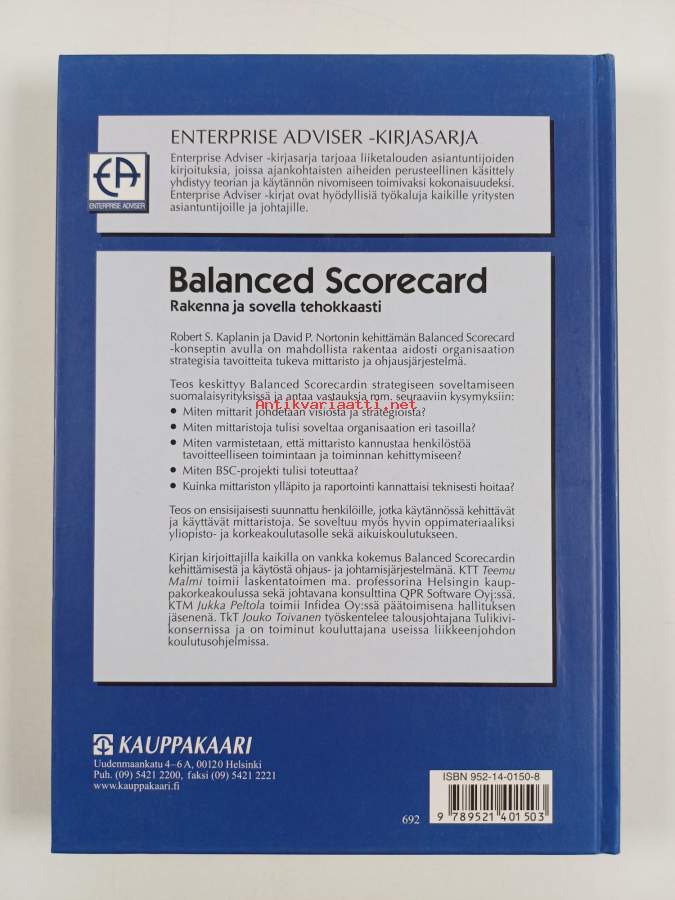 ENTERPRISE ADVISER -KIRJASARJA
Enterprise Adviser -kirjasarja tarjoaa liiketalouden asiantuntijoiden
kirjoituksia, joissa ajankohtaisten aiheiden perusteellinen käsittely
yhdistyy teorian ja käytännön nivomiseen toimivaksi kokonaisuudeksi.
Enterprise Adviser -kirjat ovat hyödyllisiä työkaluja kaikille yritysten
asiantuntijoille ja johtajille.
EA
ENTERPRISE ADVISER
Balanced Scorecard
Rakenna ja sovella tehokkaasti
Robert S. Kaplanin ja David P. Nortonin kehittämän Balanced Scorecard
-konseptin avulla on mahdollista rakentaa aidosti organisaation
strategisia tavoitteita tukeva mittaristo ja ohjausjärjestelmä.
Teos keskittyy Balanced Scorecardin strategiseen soveltamiseen
suomalaisyrityksissä ja antaa vastauksia mm. seuraaviin kysymyksiin:
Antikvariaatti.net
• Miten mittarit johdetaan visiosta ja strategioista?
• Miten mittaristoja tulisi soveltaa organisaation eri tasoilla?
• Miten varmistetaan, että mittaristo kannustaa henkilöstöä
tavoitteelliseen toimintaan ja toiminnan kehittymiseen?
• Miten BSC-projekti tulisi toteuttaa?
• Kuinka mittariston ylläpito ja raportointi kannattaisi teknisesti hoitaa?
Teos on ensisijaisesti suunnattu henkilöille, jotka käytännössä kehittävät
ja käyttävät mittaristoja. Se soveltuu myös hyvin oppimateriaaliksi
yliopisto- ja korkeakoulutasolle sekä aikuiskoulutukseen.
Kirjan kirjoittajilla kaikilla on vankka kokemus Balanced Scorecardin
kehittämisestä ja käytöstä ohjaus- ja johtamisjärjestelmänä. KTT Teemu
Malmi toimii laskentatoimen ma. professorina Helsingin kaup-
pakorkeakoulussa sekä johtavana konsulttina QPR Software Oyj:ssä.
KTM Jukka Peltola toimii Infidea Oy:ssä päätoimisena hallituksen
jäsenenä. TkT Jouko Toivanen työskentelee talousjohtajana Tulikivi-
konsernissa ja on toiminut kouluttajana useissa liikkeenjohdon
koulutusohjelmissa.
KAUPPAKAARI
Uudenmaankatu 4–6 A, 00120 Helsinki
Puh. (09) 5421 2200, faksi (09) 5421 2221
www.kauppakaari.fi
692
ISBN 952-14-0150-8
9 789521 401503